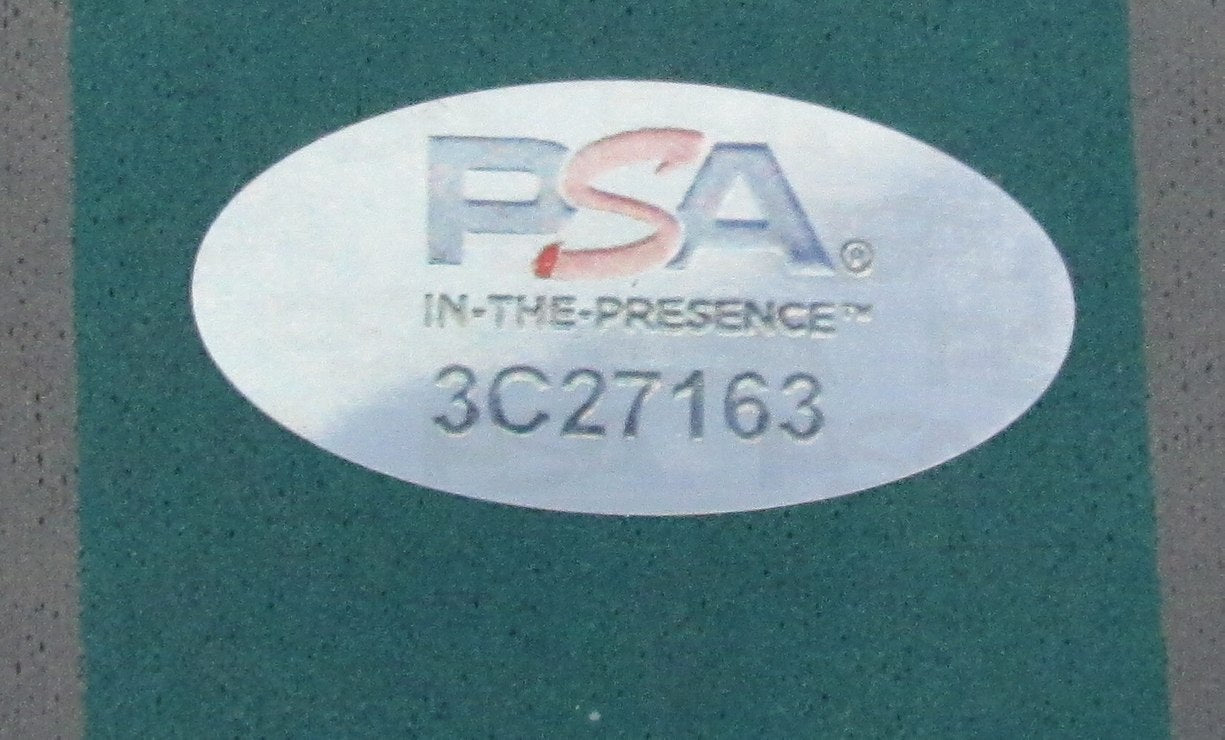 PSA®
IN-THE-PRESENCE™
3C27163